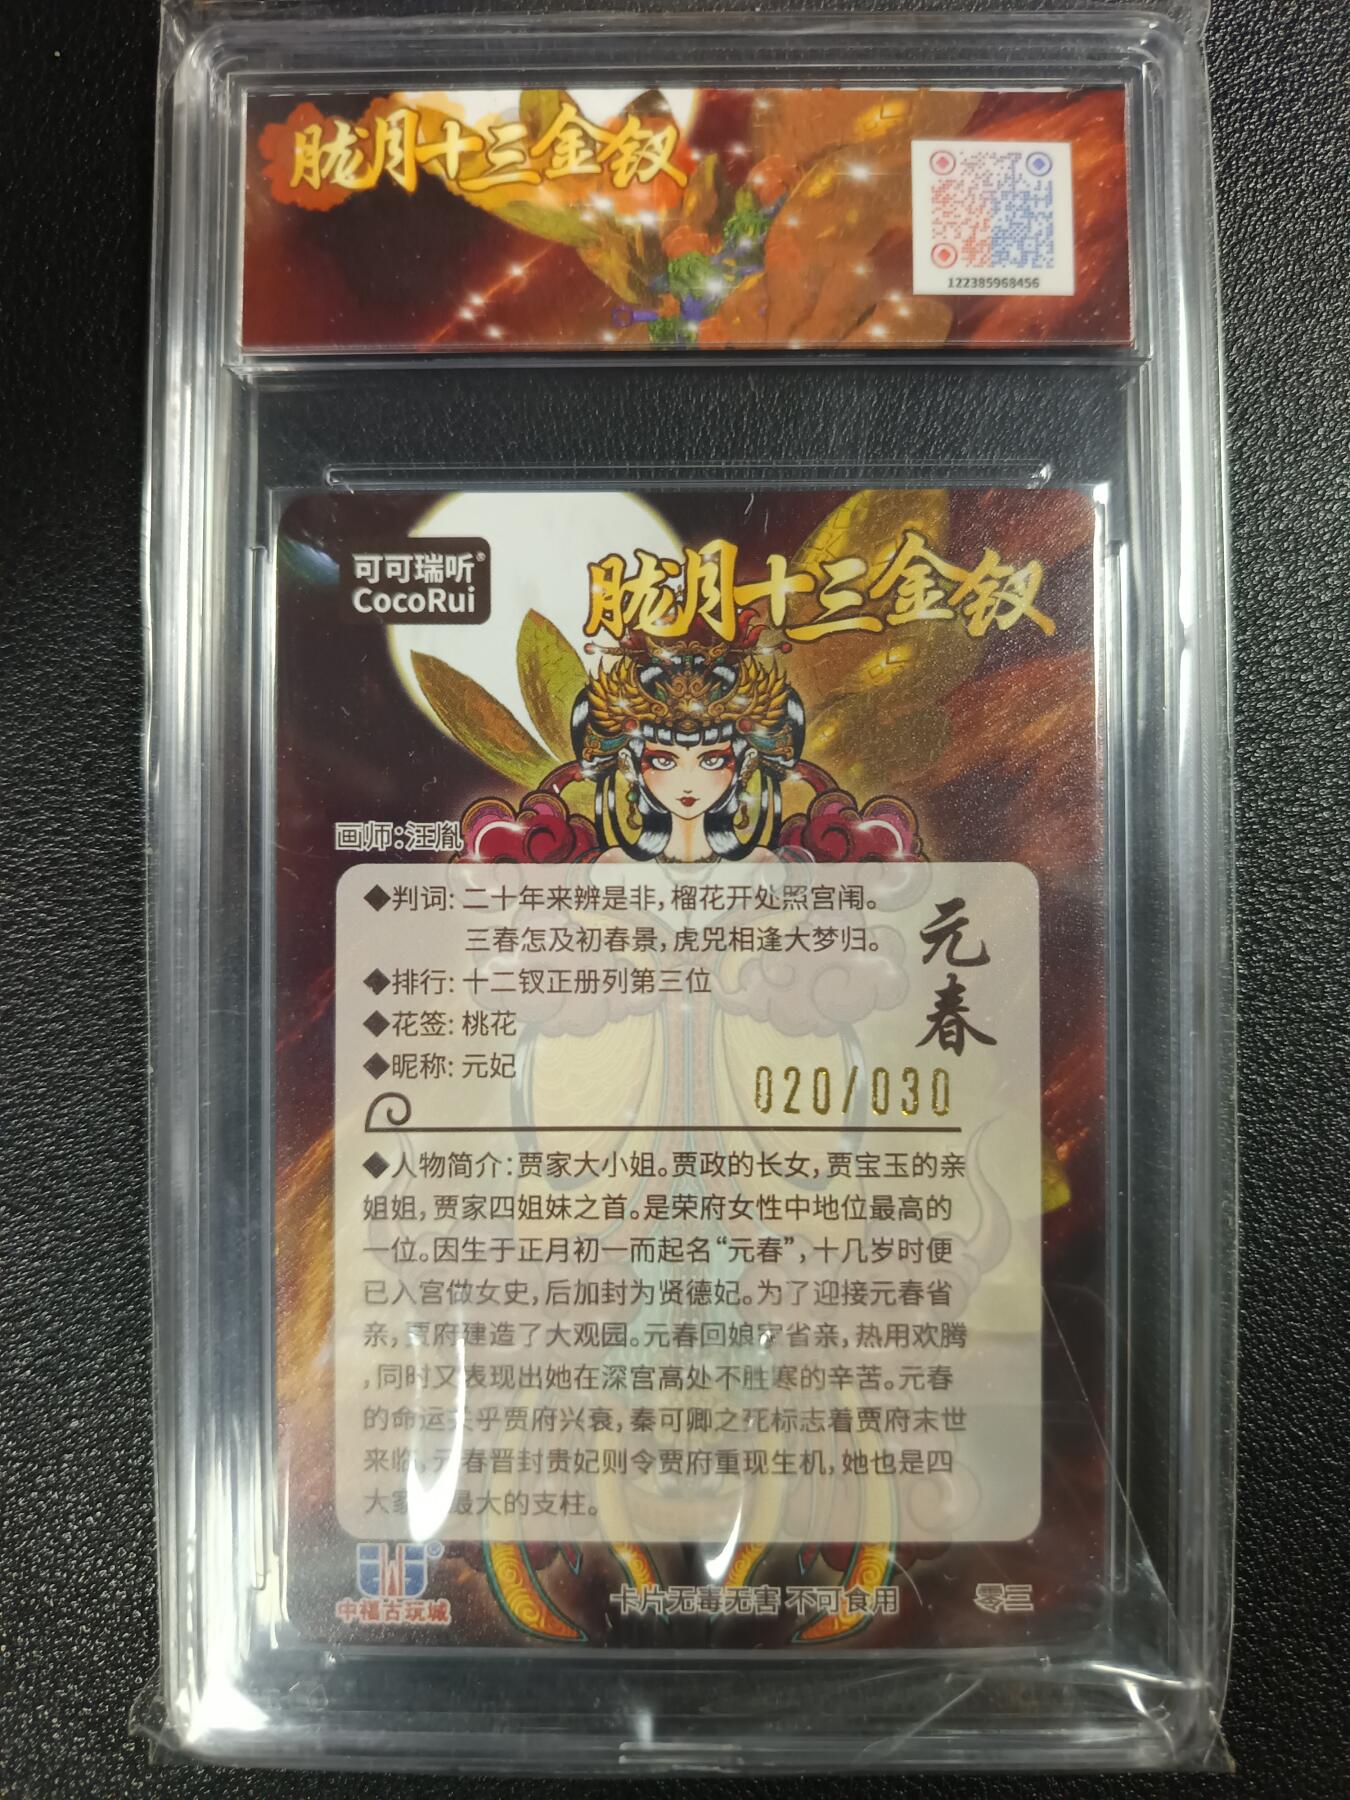 胧月十三金钗
122385968456
可可瑞听®
CocoRui
胧月十三金钗
画师:汪胤
◆判词: 二十年来辨是非,榴花开处照宫闱。
三春怎及初春景,虎兕相逢大梦归。
◆排行: 十二钗正册列第三位
◆花签: 桃花
◆昵称: 元妃
元春
020/030
◆人物简介:贾家大小姐。贾政的长女,贾宝玉的亲
姐姐,贾家四姐妹之首。是荣府女性中地位最高的
一位。因生于正月初一而起名“元春”,十几岁时便
已入宫做女史,后加封为贤德妃。为了迎接元春省
亲,贾府建造了大观园。元春回娘家省亲,热用欢腾
,同时又表现出她在深宫高处不胜寒的辛苦。元春
的命运关乎贾府兴衰,秦可卿之死标志着贾府末世
来临,元春晋封贵妃则令贾府重现生机,她也是四
大家 最大的支柱。
中福古玩城
卡片无毒无害 不可食用
零三